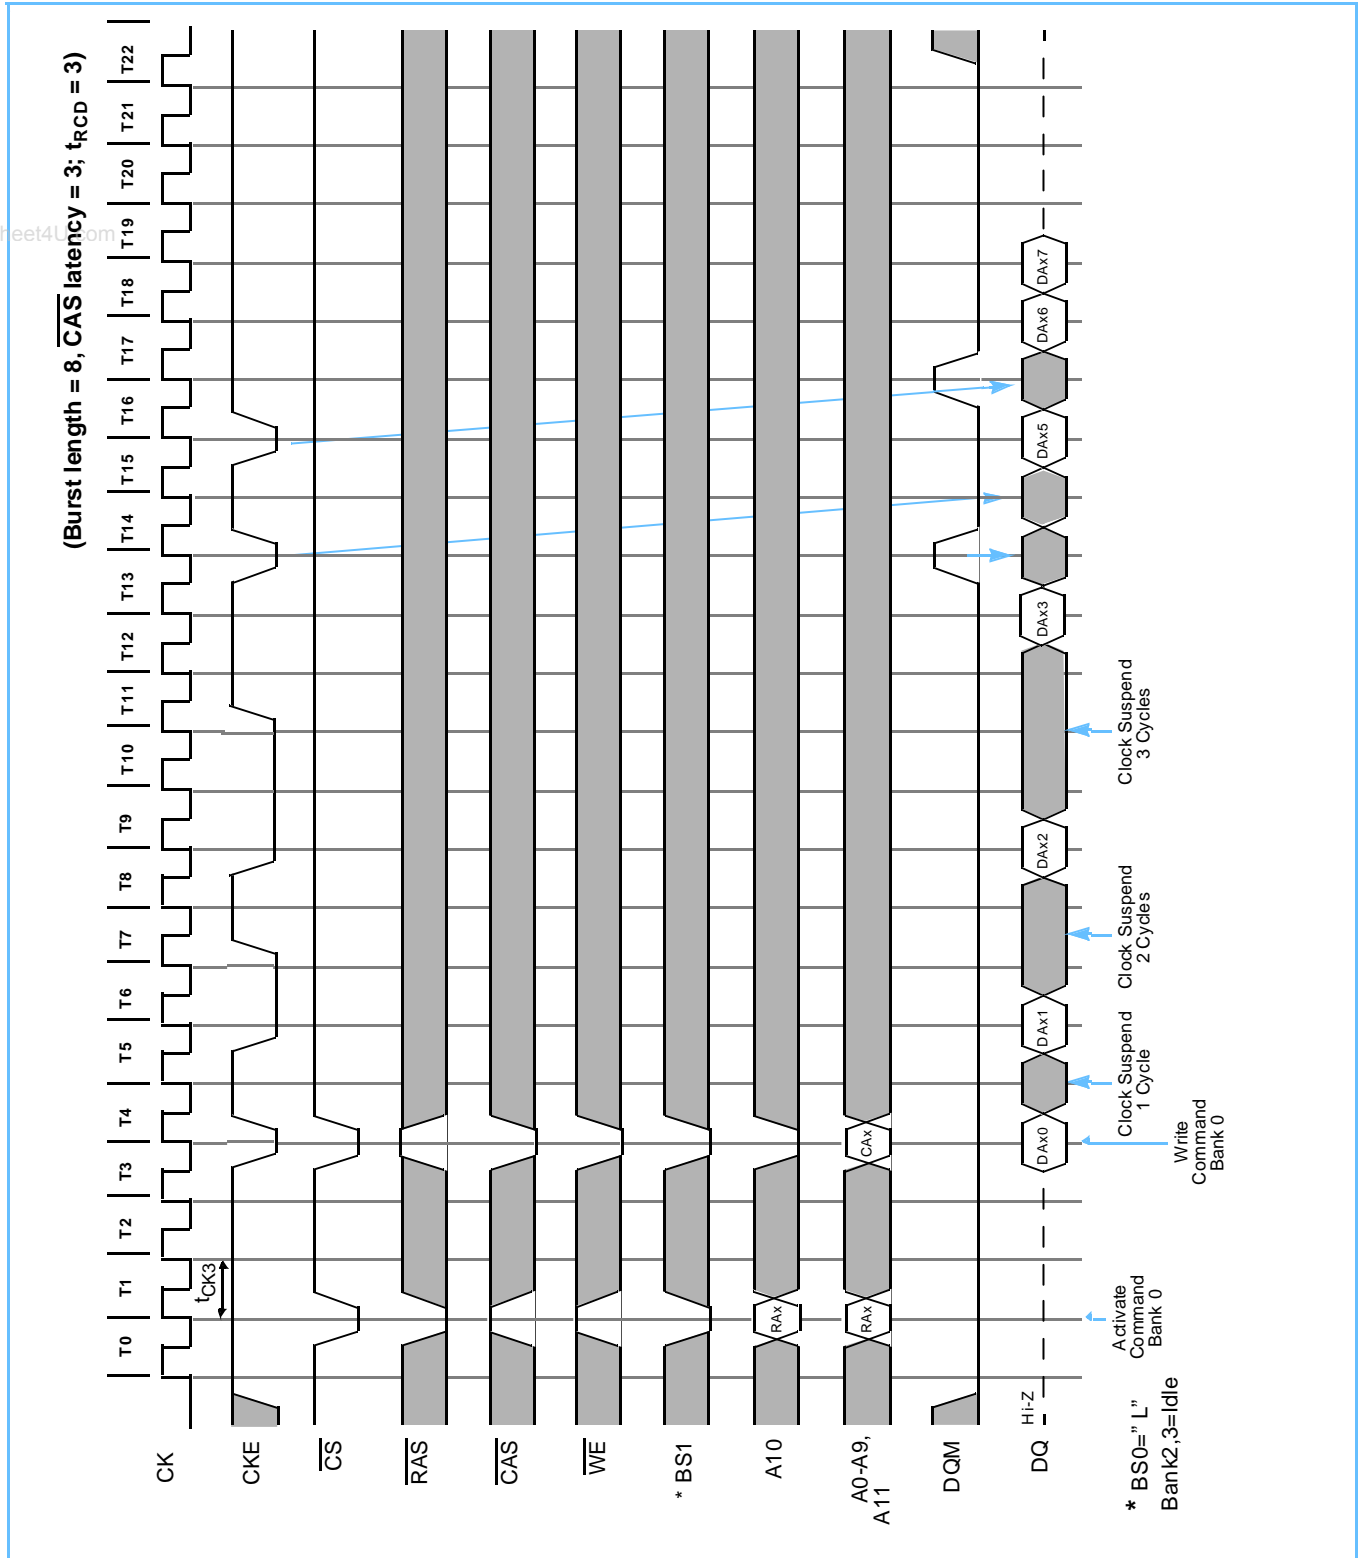 (Burst length = 8, CAS latency = 3; tRCD = 3)
T0 T1 T2 T3 T4 T5 T6 T7 T8 T9 T10 T11 T12 T13 T14 T15 T16 T17 T18 T19 T20 T21 T22
CK
tCK3
CKE
CS
RAS
CAS
WE
* BS1
A10 RAx
A0-A9,
A11
RAx CAx
DQM
DQ Hi-Z DAx0 DAx1 DAx2 DAx3 DAx5 DAx6 DAx7
Activate
Command
Bank 0
Write
Command
Bank 0
Clock Suspend
1 Cycle
Clock Suspend
2 Cycles
Clock Suspend
3 Cycles
* BS0=” L”
Bank2,3=Idle
heet4U.com